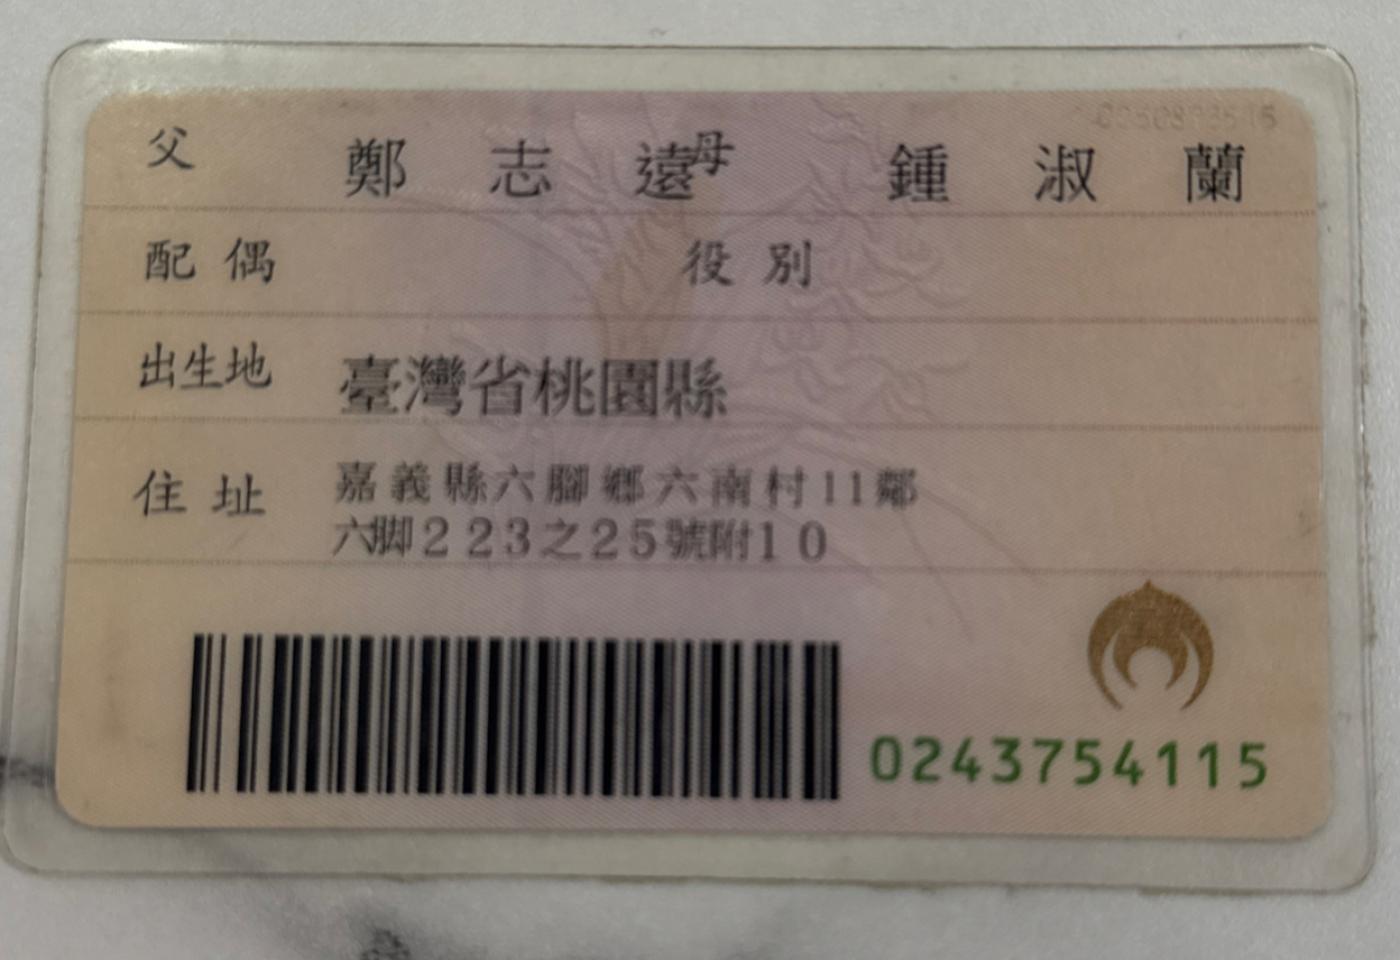 父 鄭志遠 母 鍾淑蘭
配偶 役別
出生地 臺灣省桃園縣
住址 嘉義縣六腳鄉六南村11鄰
六脚223之25號附10
0243754115